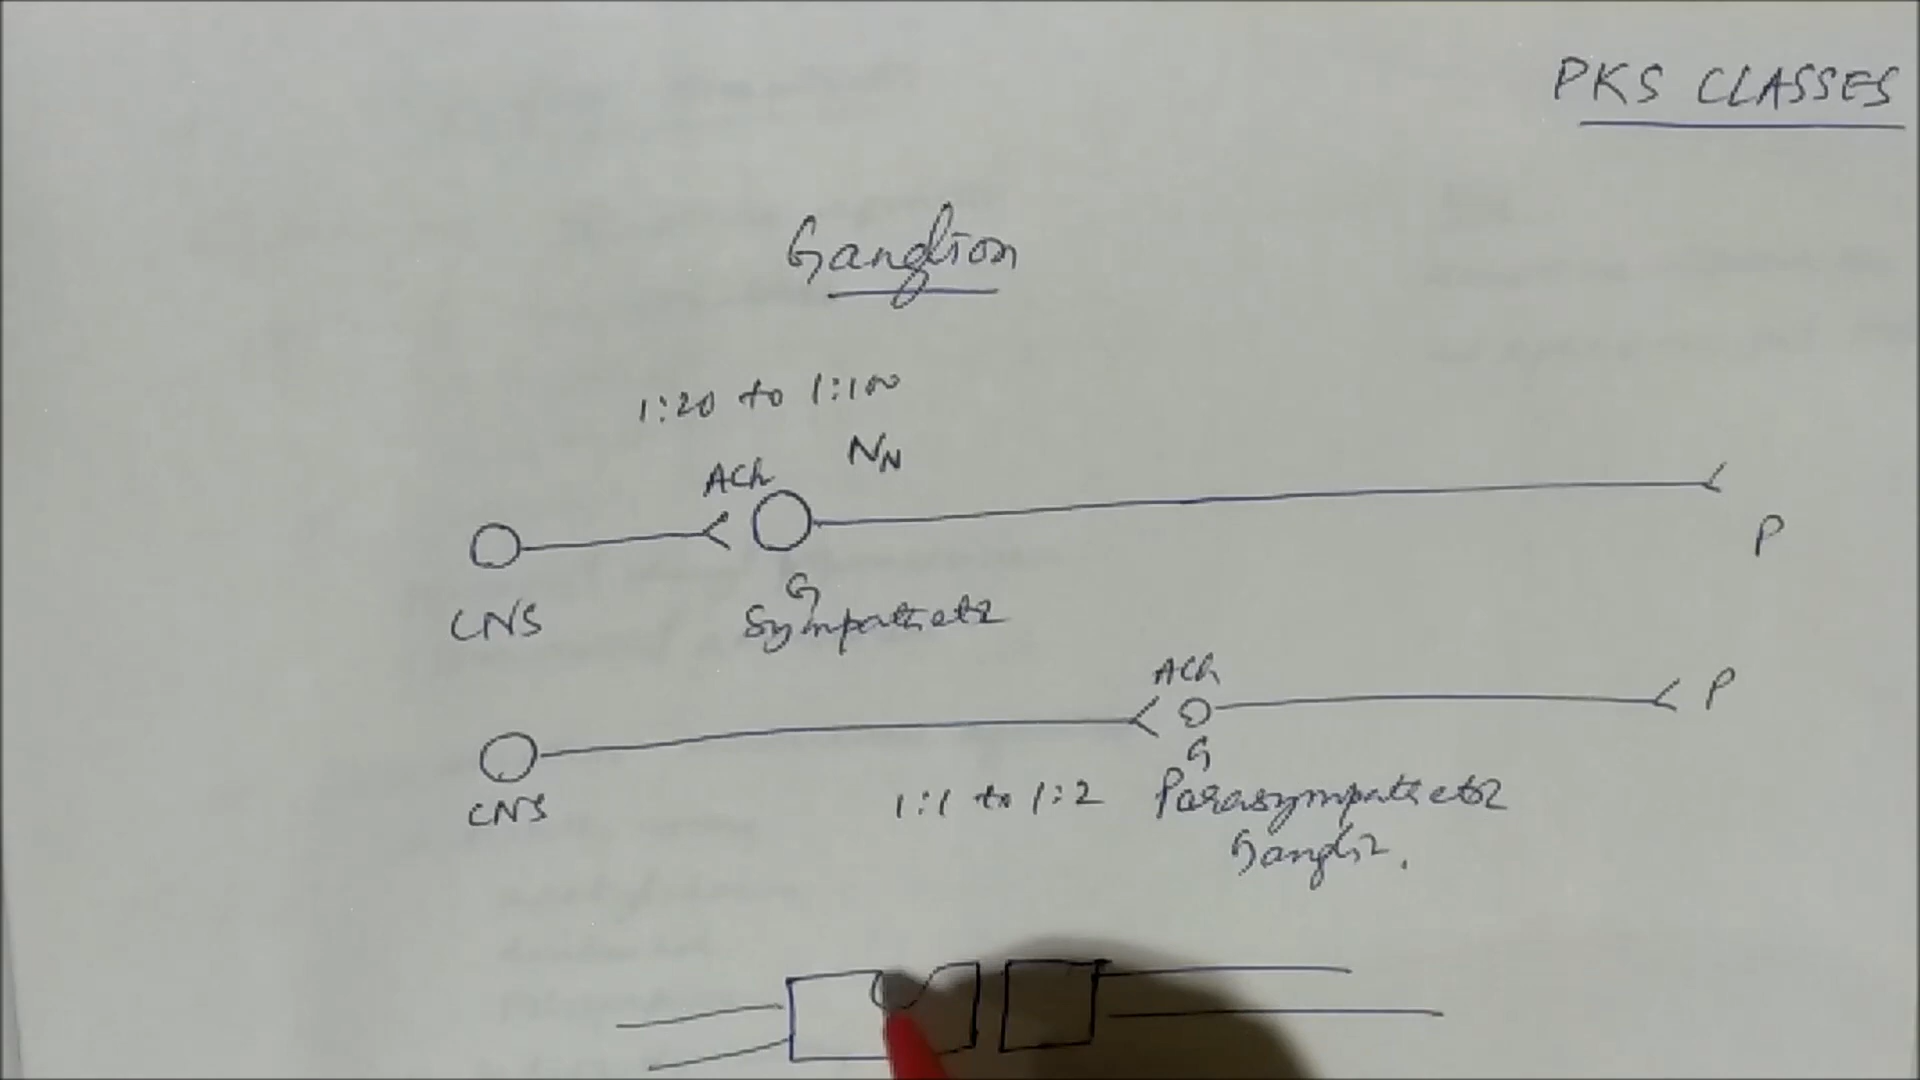 PKS CLASSES
Ganglion
1:20 to 1:100
ACh NN
CNS
G
Sympathetic
P
ACh
P
CNS
G
1:1 to 1:2 Parasympathetic
Ganglia.